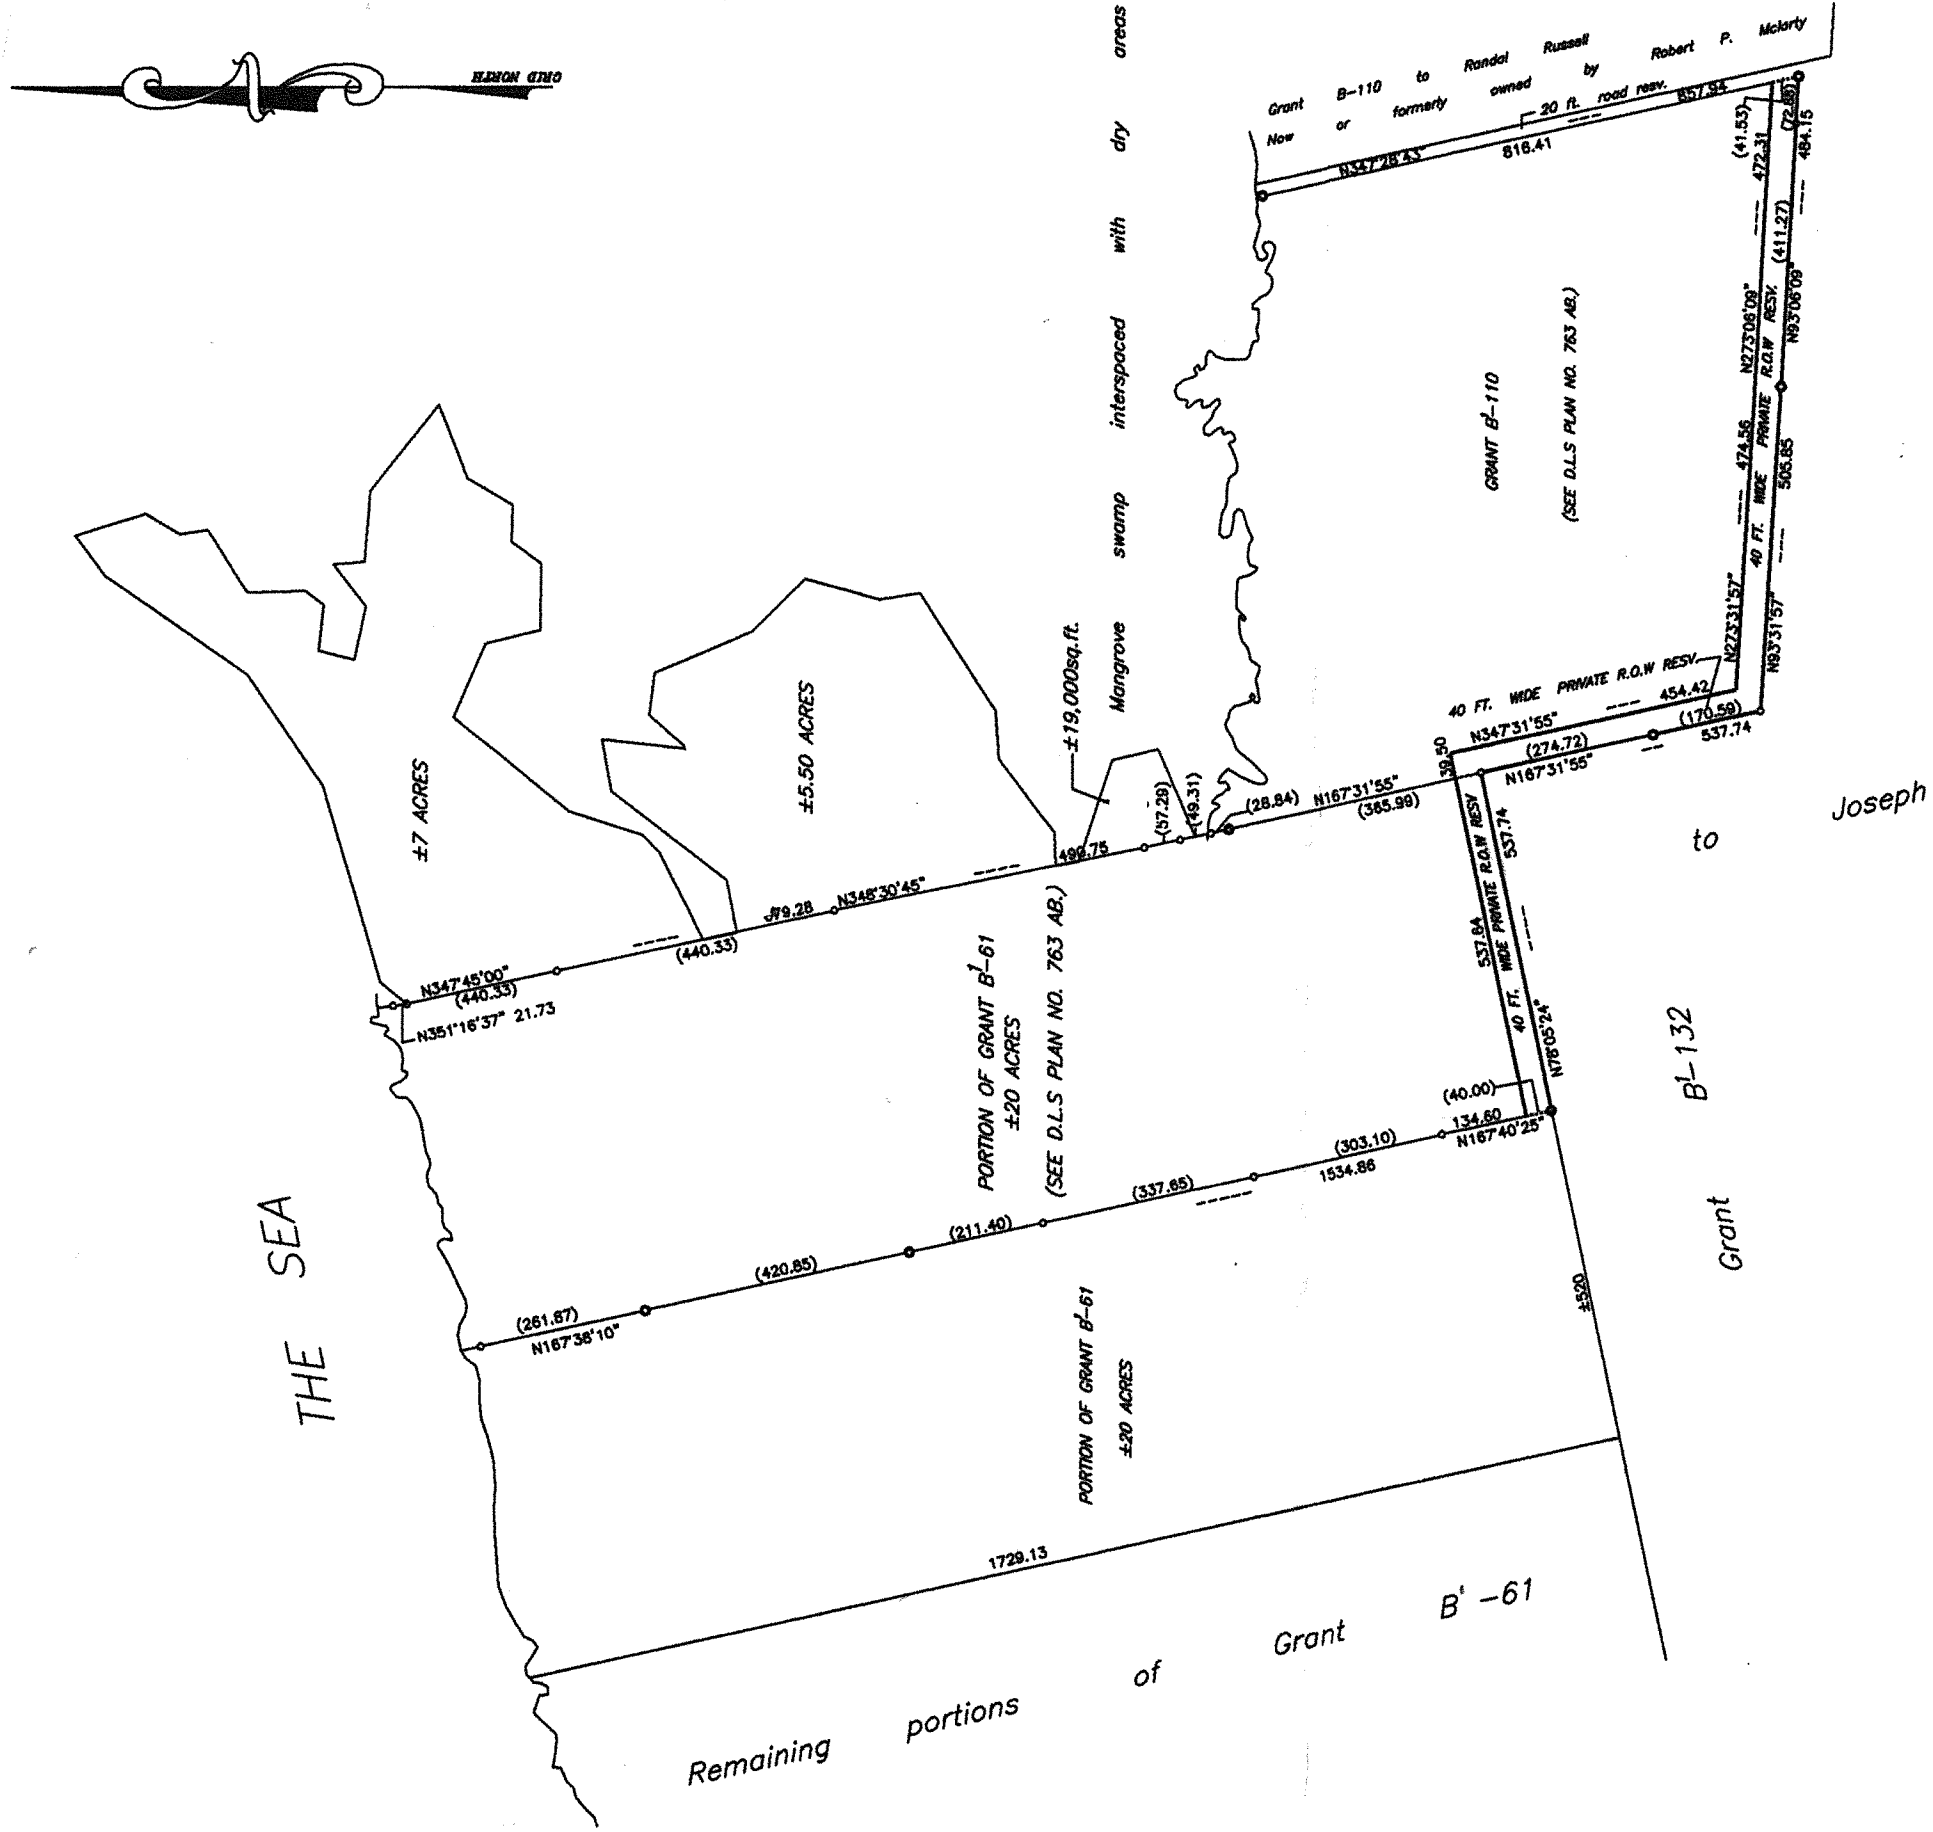 GRID NORTH
Grant B-110 to Randal Russell
Now or formerly owned by Robert P. Mclarty
20 ft. road resv.
857.94
N347°28'43"
816.41
(41.53)
472.31
484.15
(411.27)
N273°06'09"
N93°06'09"
474.56
505.85
40 FT. WIDE PRIVATE R.O.W RESV.
N273°31'57"
N93°31'57"
Mangrove swamp interspaced with dry areas
GRANT B¹-110
(SEE D.L.S PLAN NO. 763 AB.)
±7 ACRES
±5.50 ACRES
±19,000sq.ft.
40 FT. WIDE PRIVATE R.O.W RESV.
454.42
N347°31'55"
(170.59)
537.74
(274.72)
N167°31'55"
39.50
(57.29)
(49.31)
(28.84)
N167°31'55"
(365.99)
499.75
N348°30'45"
(440.33)
N347°45'00"
(440.33)
N351°16'37" 21.73
40 FT. WIDE PRIVATE R.O.W RESV
537.64
537.74
N78°05'24"
(40.00)
134.60
N167°40'25"
PORTION OF GRANT B¹-61
±20 ACRES
(SEE D.L.S PLAN NO. 763 AB.)
(303.10)
1534.86
(337.65)
(211.40)
(420.85)
(261.87)
N167°38'10"
THE SEA
PORTION OF GRANT B¹-61
±20 ACRES
±520
Grant B¹-132 to Joseph
1729.13
Remaining portions of Grant B¹-61